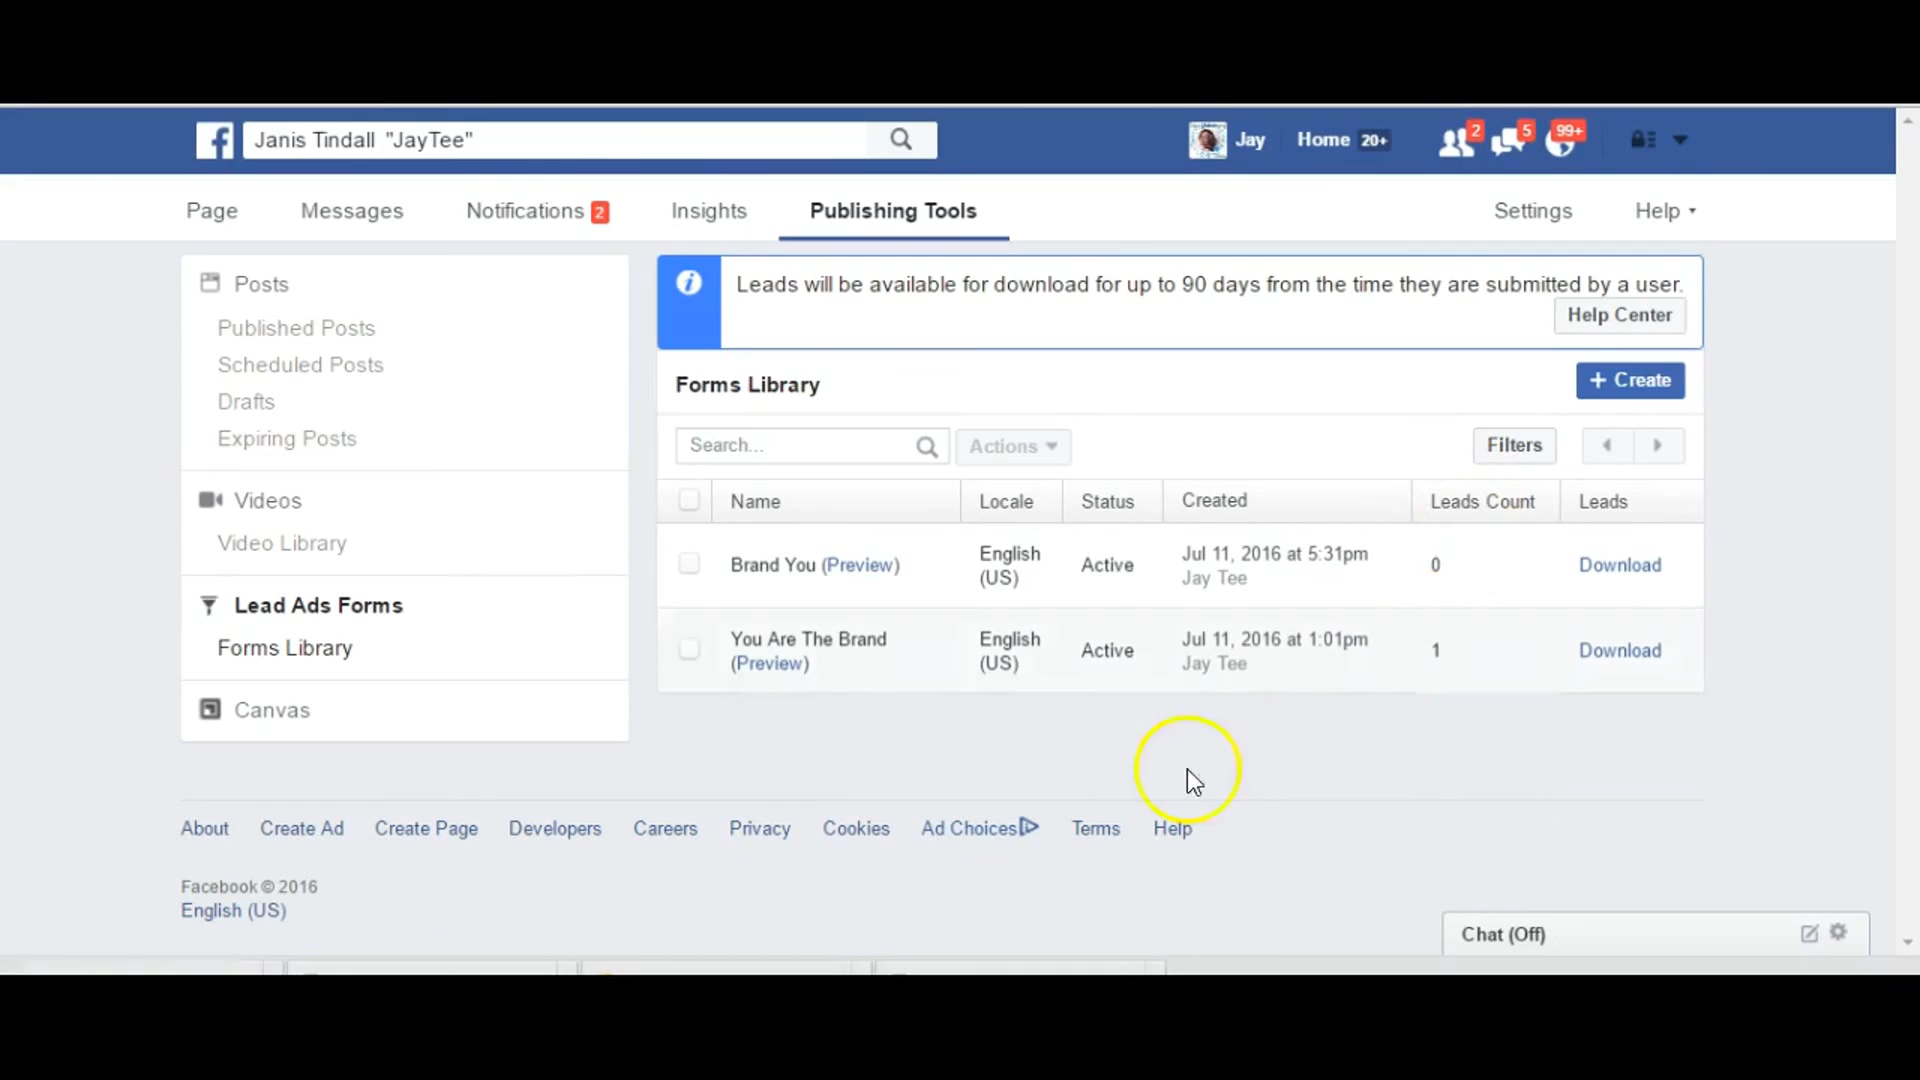 Janis Tindall "JayTee"
Jay
Home 20+
2
5
99+
Page
Messages
Notifications 2
Insights
Publishing Tools
Settings
Help
Posts
Published Posts
Scheduled Posts
Drafts
Expiring Posts
Videos
Video Library
Lead Ads Forms
Forms Library
Canvas
Leads will be available for download for up to 90 days from the time they are submitted by a user.
Help Center
Forms Library
+ Create
Search...
Actions
Filters
Name Locale Status Created Leads Count Leads
Brand You (Preview)
English
(US)
Active
Jul 11, 2016 at 5:31pm
Jay Tee
0
Download
You Are The Brand
(Preview)
English
(US)
Active
Jul 11, 2016 at 1:01pm
Jay Tee
1
Download
About Create Ad Create Page Developers Careers Privacy Cookies Ad Choices Terms Help
Facebook © 2016
English (US)
Chat (Off)